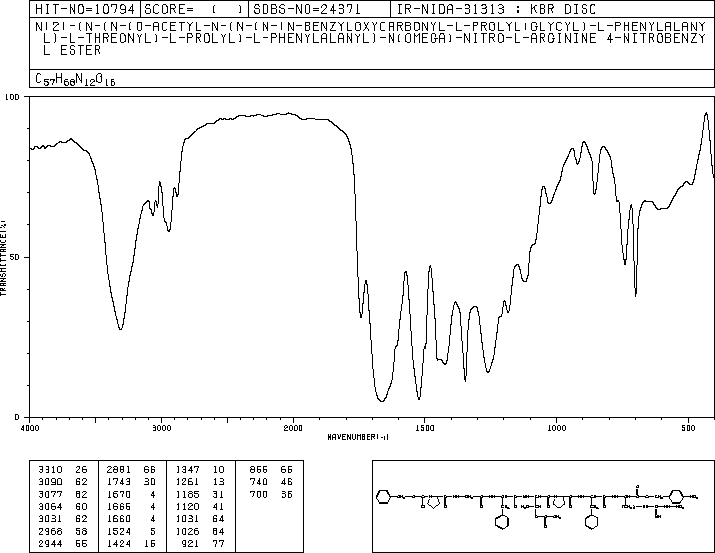 HIT-NO=10794 SCORE= ( ) SDBS-NO=24371 IR-NIDA-31313 : KBR DISC
N(2)-(N-(N-(O-ACETYL-N-(N-(N-(N-BENZYLOXYCARBONYL-L-PROLYL)GLYCYL)-L-PHENYLALANY
L)-L-THREONYL)-L-PROLYL)-L-PHENYLALANYL)-N(OMEGA)-NITRO-L-ARGININE 4-NITROBENZY
L ESTER
100
50
0
TRANSMITTANCE(%)
4000 3000 2000 1500 1000 500
WAVENUMBER(-1)
3310 26 2881 66 1347 10 866 66
3090 62 1743 30 1261 13 740 46
3077 62 1670 4 1185 31 700 36
3064 60 1666 4 1120 41
3031 62 1660 4 1031 64
2966 58 1524 5 1026 64
2944 55 1424 16 921 77